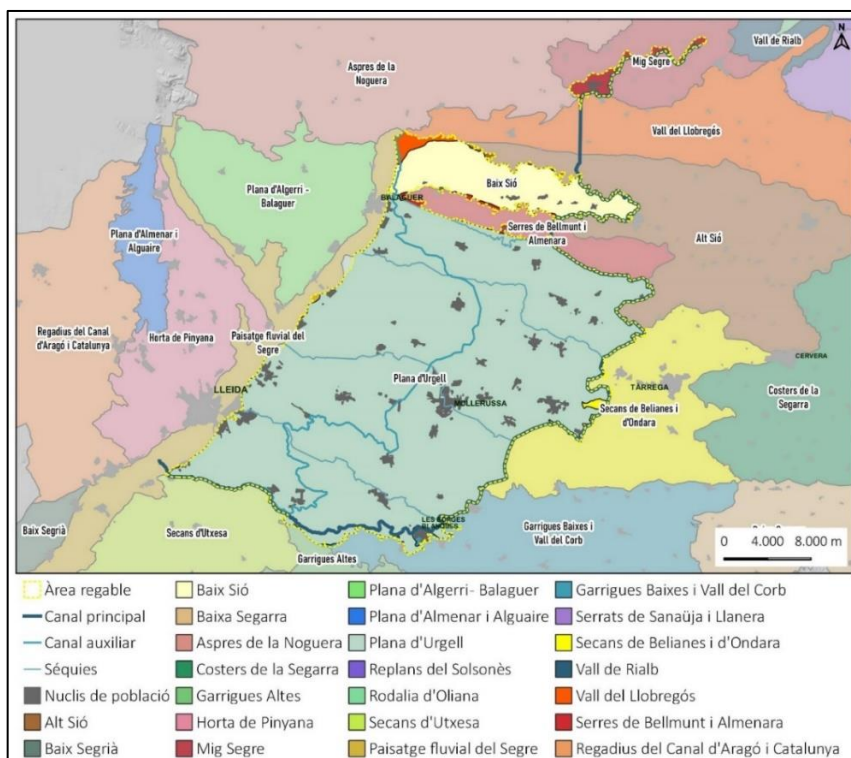 N
Vall de Rialb
Mig Segre
Aspres de la
Noguera
Vall del Llobregós
Plana d'Algerri -
Balaguer
Baix Sió
BALAGUER
Serres de Bellmunt i
Almenara
Alt Sió
Plana d'Almenar i
Alguaire
Regadius del Canal
d'Aragó i Catalunya
Horta de Pinyana
Paisatge fluvial del
Segre
LLEIDA
Plana d'Urgell
MOLLERUSSA
TÀRREGA
CERVERA
Secans de Belianes i
d'Ondara
Costers de la
Segarra
Baix Segrià
Secans d'Utxesa
LES BORGES
BLANQUES
Garrigues Altes
Garrigues Baixes i
Vall del Corb
0 4.000 8.000 m
Àrea regable
Canal principal
Canal auxiliar
Séquies
Nuclis de població
Alt Sió
Baix Segrià
Baix Sió
Baixa Segarra
Aspres de la Noguera
Costers de la Segarra
Garrigues Altes
Horta de Pinyana
Mig Segre
Plana d'Algerri- Balaguer
Plana d'Almenar i Alguaire
Plana d'Urgell
Replans del Solsonès
Rodalia d'Oliana
Secans d'Utxesa
Paisatge fluvial del Segre
Garrigues Baixes i Vall del Corb
Serrats de Sanaüja i Llanera
Secans de Belianes i d'Ondara
Vall de Rialb
Vall del Llobregós
Serres de Bellmunt i Almenara
Regadius del Canal d'Aragó i Catalunya